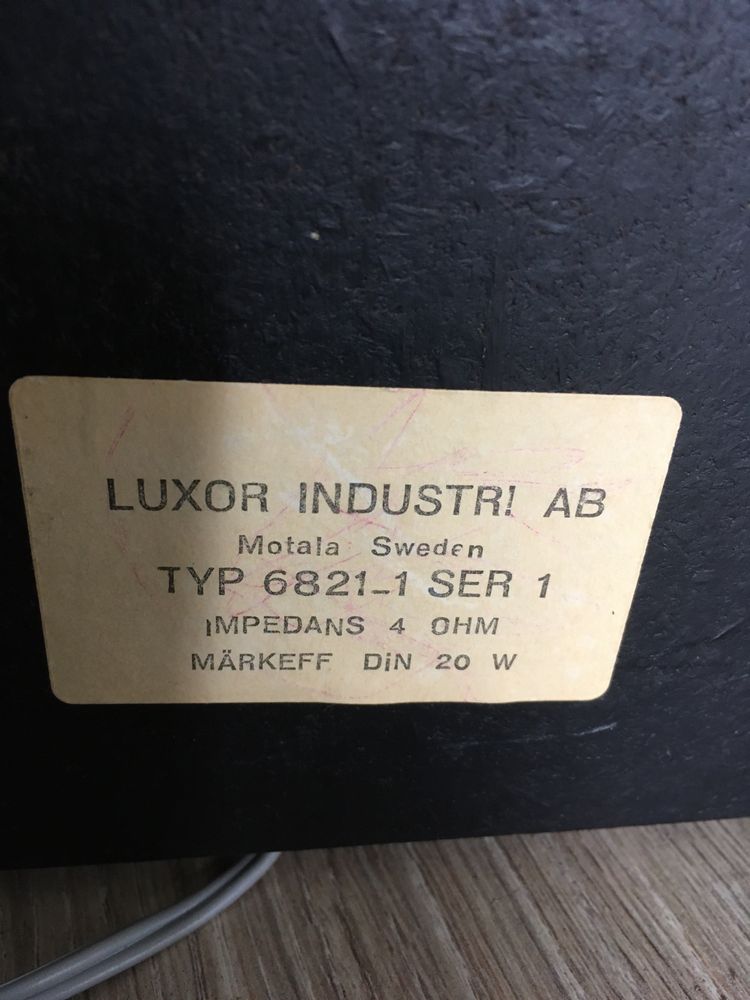 LUXOR INDUSTRI AB
Motala Sweden
TYP 6821-1 SER 1
IMPEDANS 4 OHM
MÄRKEFF DIN 20 W